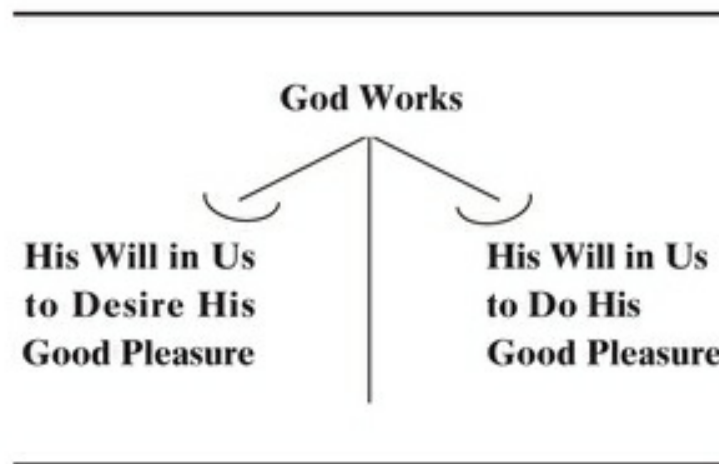 God Works
His Will in Us
to Desire His
Good Pleasure
His Will in Us
to Do His
Good Pleasure